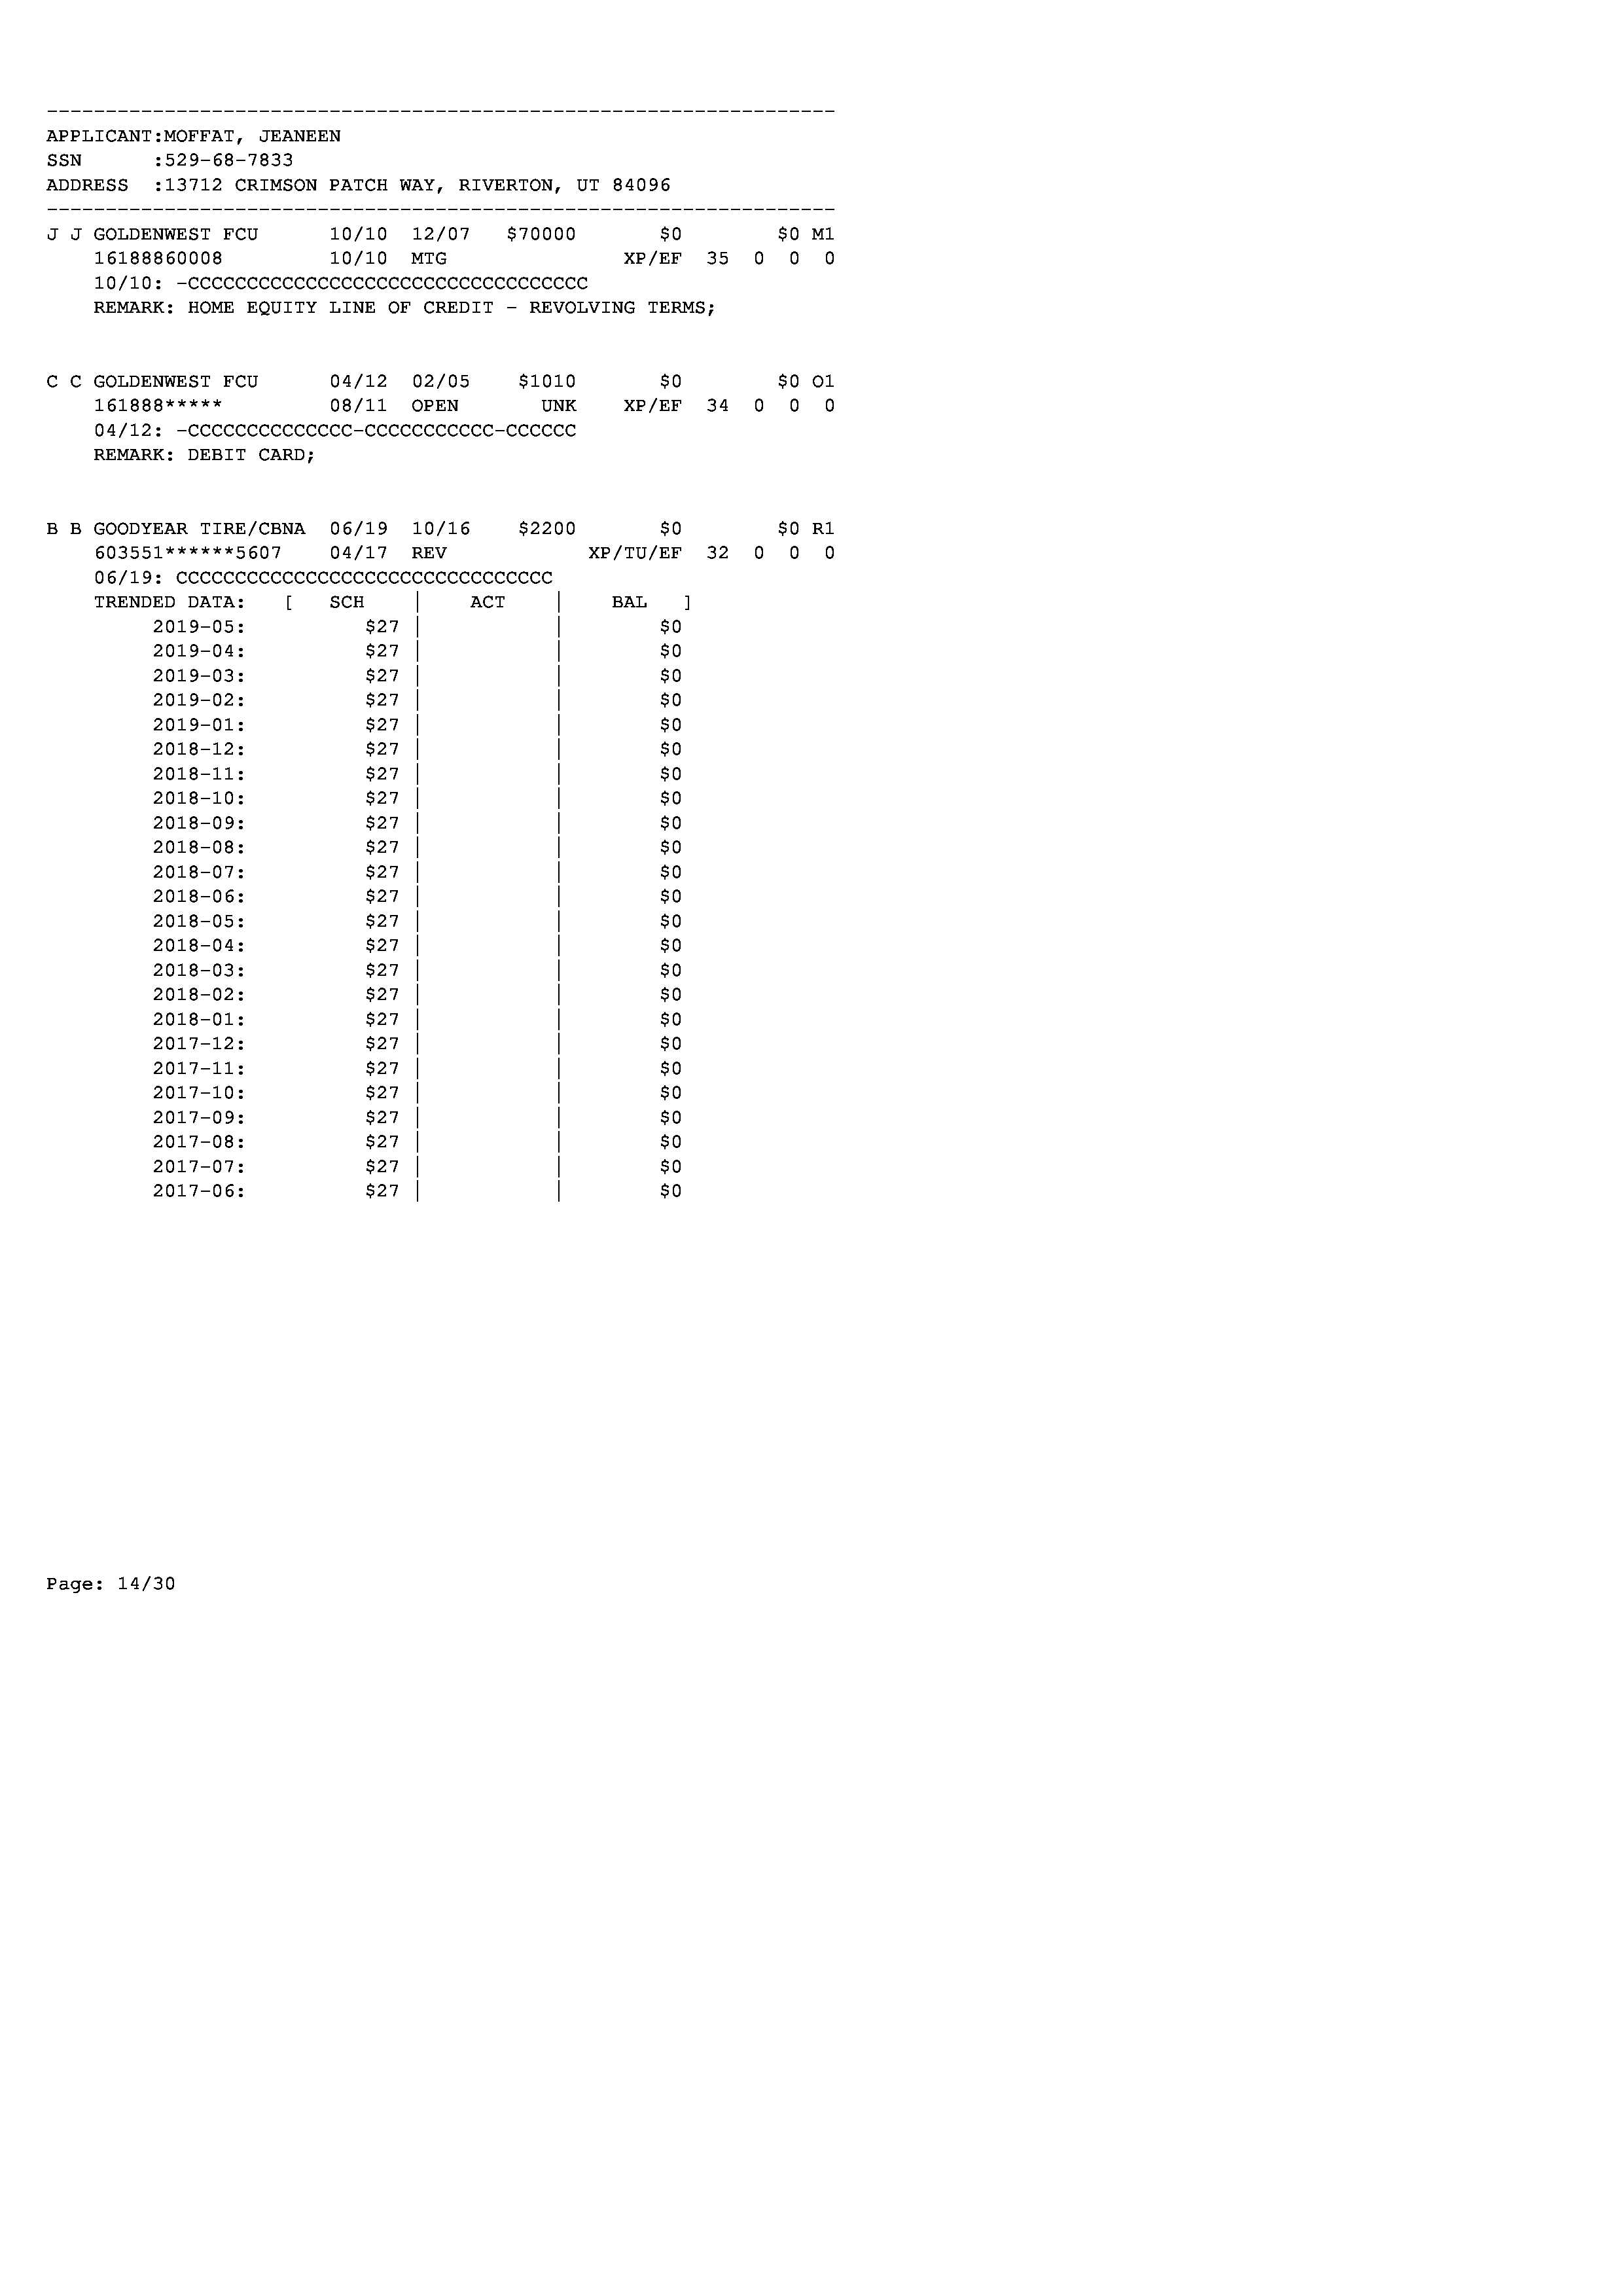 ------------------------------------------------------------------
APPLICANT:MOFFAT, JEANEEN
SSN      :529-68-7833
ADDRESS  :13712 CRIMSON PATCH WAY, RIVERTON, UT 84096
------------------------------------------------------------------
J J GOLDENWEST FCU      10/10  12/07   $70000       $0        $0 M1
    16188860008         10/10  MTG               XP/EF  35  0  0  0
    10/10: -CCCCCCCCCCCCCCCCCCCCCCCCCCCCCCCCCC
    REMARK: HOME EQUITY LINE OF CREDIT - REVOLVING TERMS;
C C GOLDENWEST FCU      04/12  02/05    $1010       $0        $0 O1
    161888*****         08/11  OPEN       UNK    XP/EF  34  0  0  0
    04/12: -CCCCCCCCCCCCCC-CCCCCCCCCCC-CCCCCC
    REMARK: DEBIT CARD;
B B GOODYEAR TIRE/CBNA  06/19  10/16    $2200       $0        $0 R1
    603551******5607    04/17  REV            XP/TU/EF  32  0  0  0
    06/19: CCCCCCCCCCCCCCCCCCCCCCCCCCCCCCCC
    TRENDED DATA:   [   SCH    |    ACT    |    BAL   ]
         2019-05:          $27 |           |        $0
         2019-04:          $27 |           |        $0
         2019-03:          $27 |           |        $0
         2019-02:          $27 |           |        $0
         2019-01:          $27 |           |        $0
         2018-12:          $27 |           |        $0
         2018-11:          $27 |           |        $0
         2018-10:          $27 |           |        $0
         2018-09:          $27 |           |        $0
         2018-08:          $27 |           |        $0
         2018-07:          $27 |           |        $0
         2018-06:          $27 |           |        $0
         2018-05:          $27 |           |        $0
         2018-04:          $27 |           |        $0
         2018-03:          $27 |           |        $0
         2018-02:          $27 |           |        $0
         2018-01:          $27 |           |        $0
         2017-12:          $27 |           |        $0
         2017-11:          $27 |           |        $0
         2017-10:          $27 |           |        $0
         2017-09:          $27 |           |        $0
         2017-08:          $27 |           |        $0
         2017-07:          $27 |           |        $0
         2017-06:          $27 |           |        $0
Page: 14/30